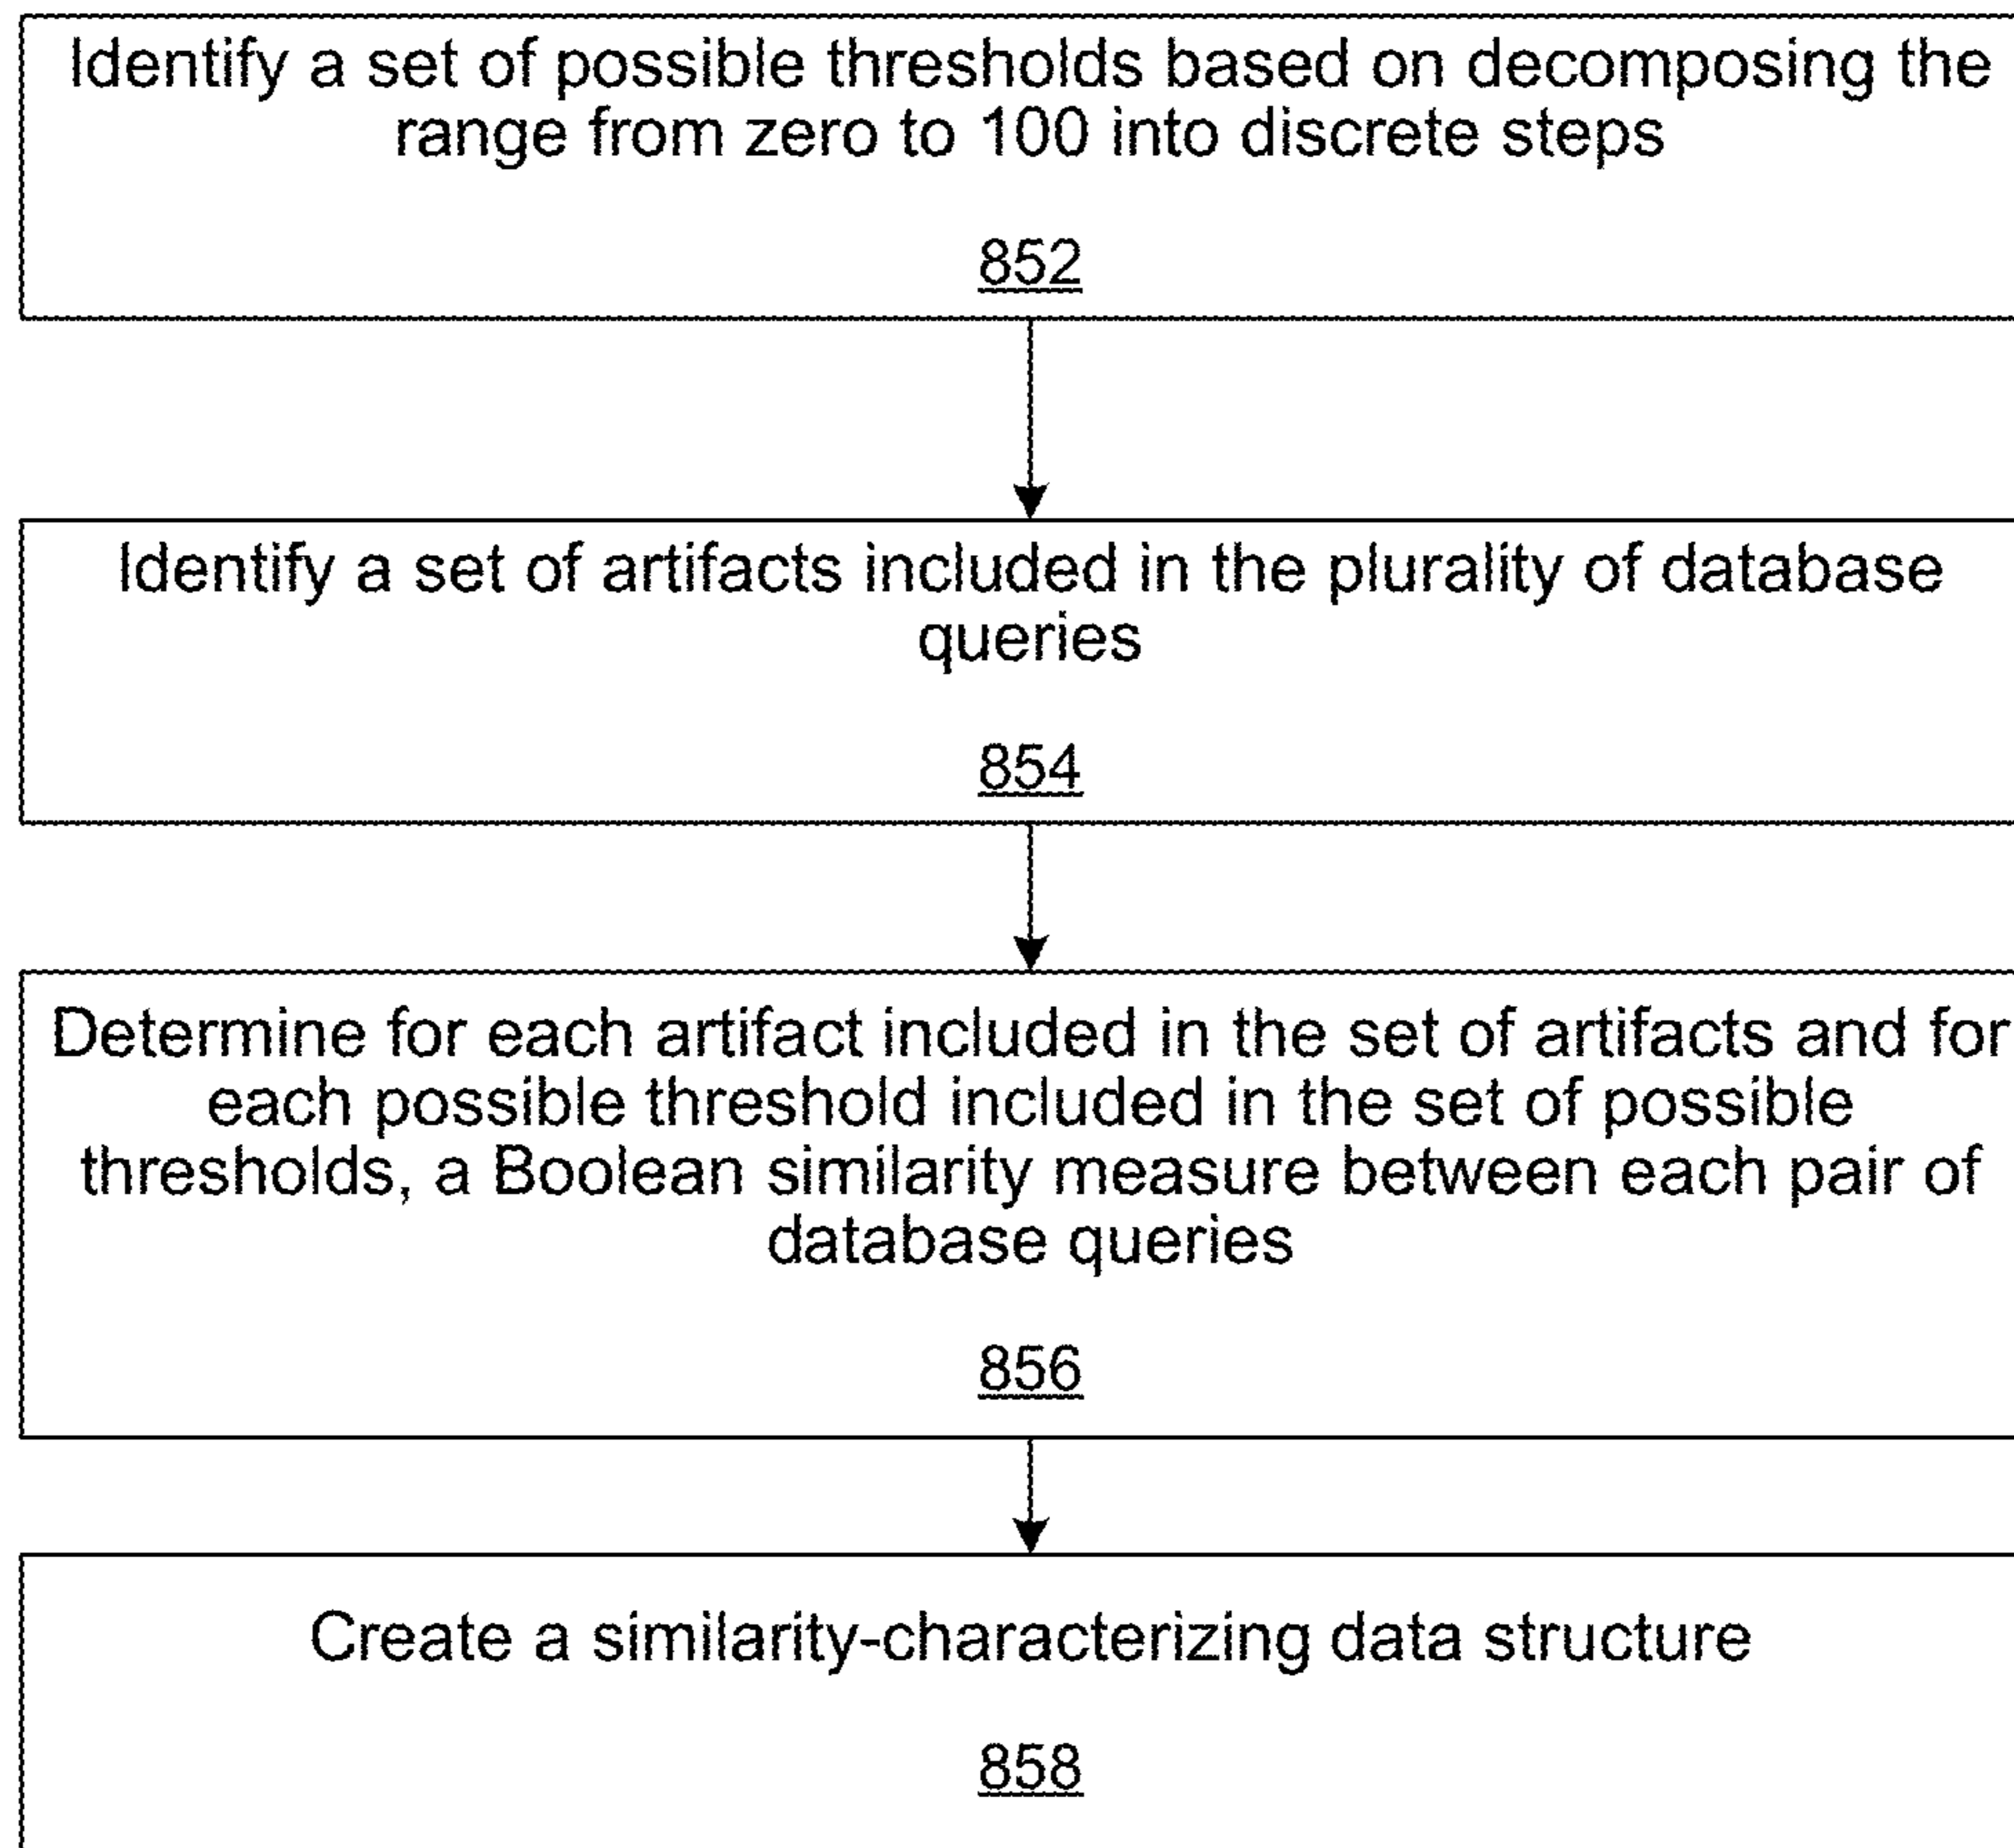 Identify a set of possible thresholds based on decomposing the
range from zero to 100 into discrete steps
852
Identify a set of artifacts included in the plurality of database
queries
854
Determine for each artifact included in the set of artifacts and for
each possible threshold included in the set of possible
thresholds, a Boolean similarity measure between each pair of
database queries
856
Create a similarity-characterizing data structure
858